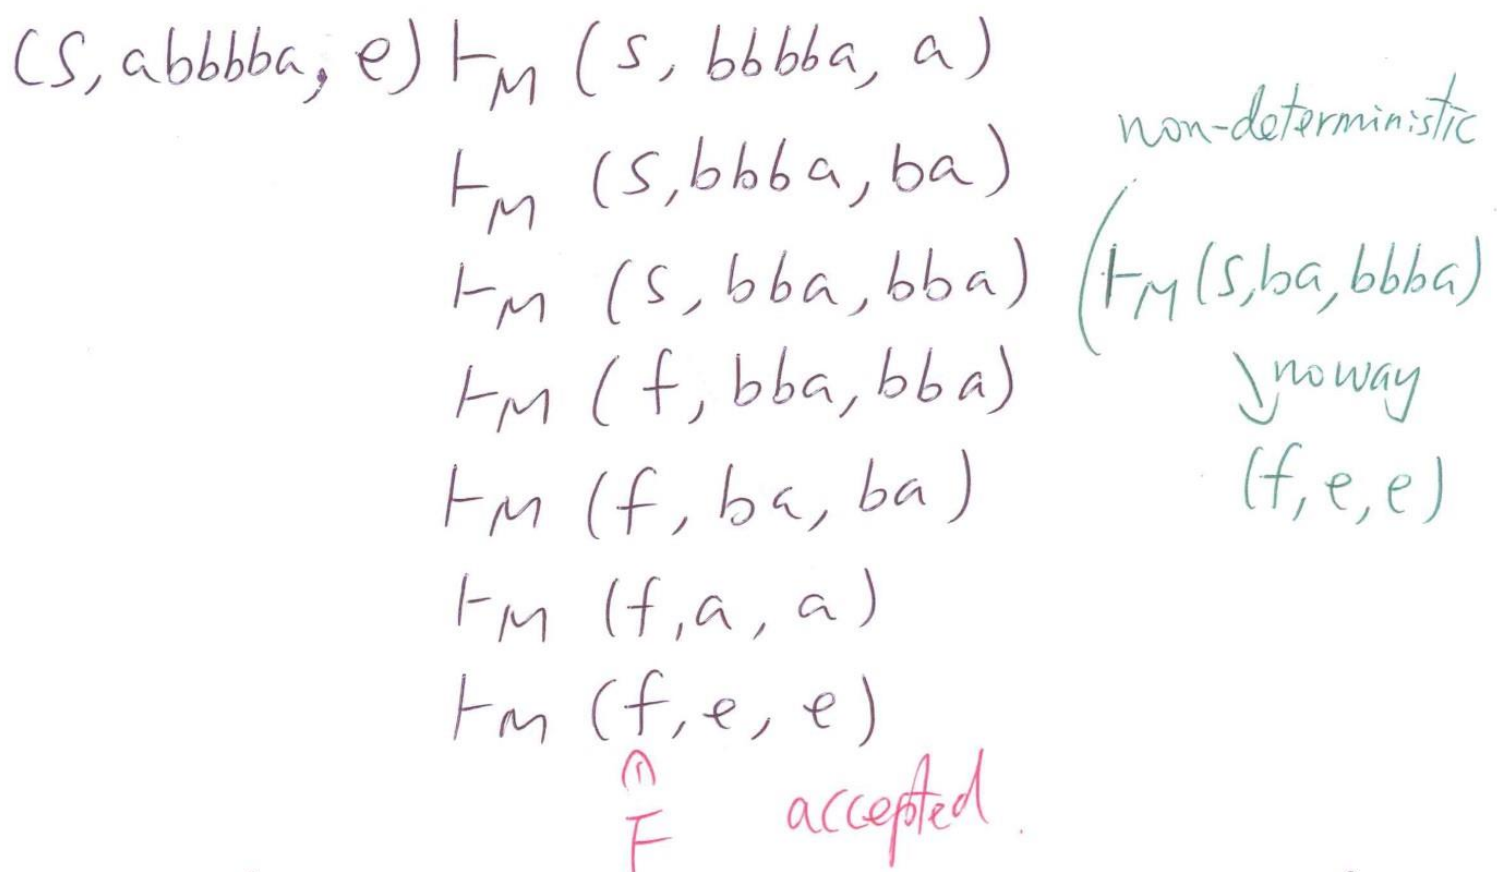 (s, abbbba, e) ⊢M (s, bbbba, a)
non-deterministic
⊢M (s, bbba, ba)
⊢M (s, bba, bba) (⊢M (s, ba, bbba)
⊢M (f, bba, bba) no way
⊢M (f, ba, ba) (f, e, e)
⊢M (f, a, a)
⊢M (f, e, e)
∩
F accepted.